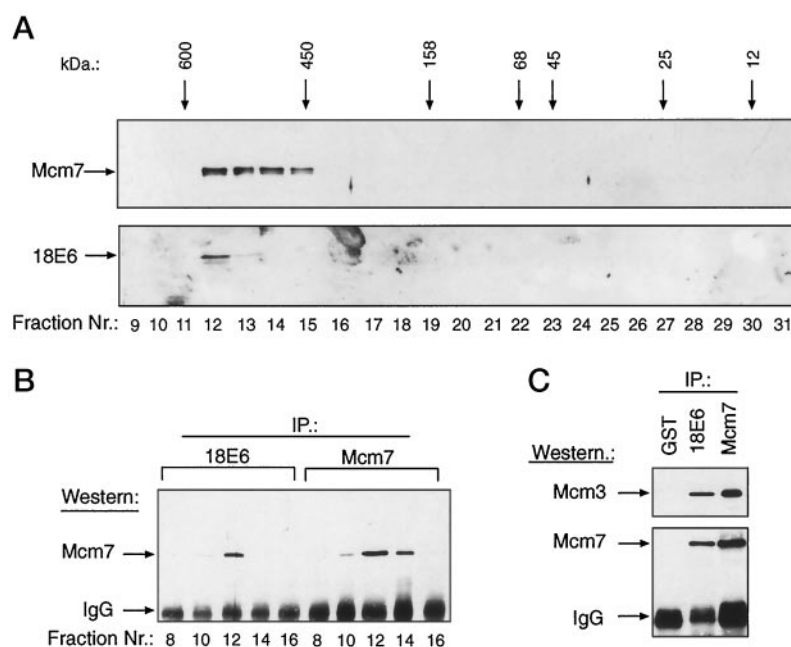 A
kDa.: 600 450 158 68 45 25 12
Mcm7
18E6
Fraction Nr.: 9 10 11 12 13 14 15 16 17 18 19 20 21 22 23 24 25 26 27 28 29 30 31
B
IP.:
18E6 Mcm7
Western:
Mcm7
IgG
Fraction Nr.: 8 10 12 14 16 8 10 12 14 16
C
IP.:
GST 18E6 Mcm7
Western.:
Mcm3
Mcm7
IgG